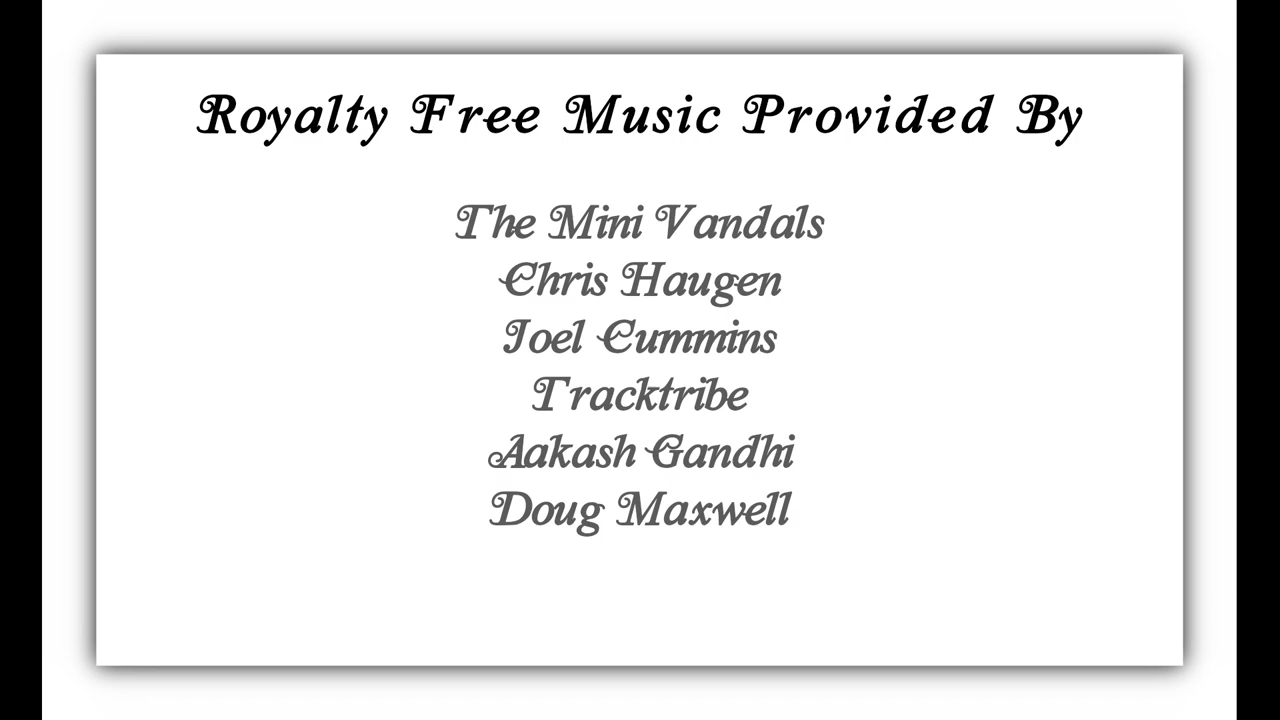 Royalty Free Music Provided By
The Mini Vandals
Chris Haugen
Joel Cummins
Tracktribe
Aakash Gandhi
Doug Maxwell